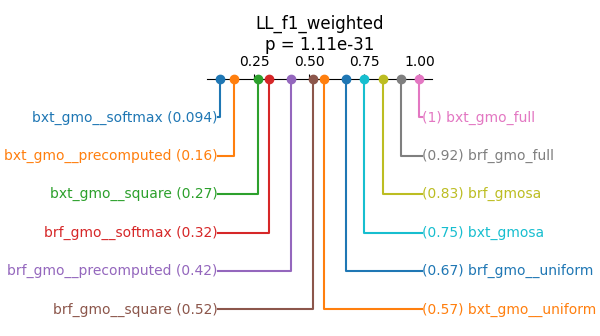 LL_f1_weighted
p = 1.11e-31
0.25 0.50 0.75 1.00
bxt_gmo__softmax (0.094) (1) bxt_gmo_full
bxt_gmo__precomputed (0.16) (0.92) brf_gmo_full
bxt_gmo__square (0.27) (0.83) brf_gmosa
brf_gmo__softmax (0.32) (0.75) bxt_gmosa
brf_gmo__precomputed (0.42) (0.67) brf_gmo__uniform
brf_gmo__square (0.52) (0.57) bxt_gmo__uniform